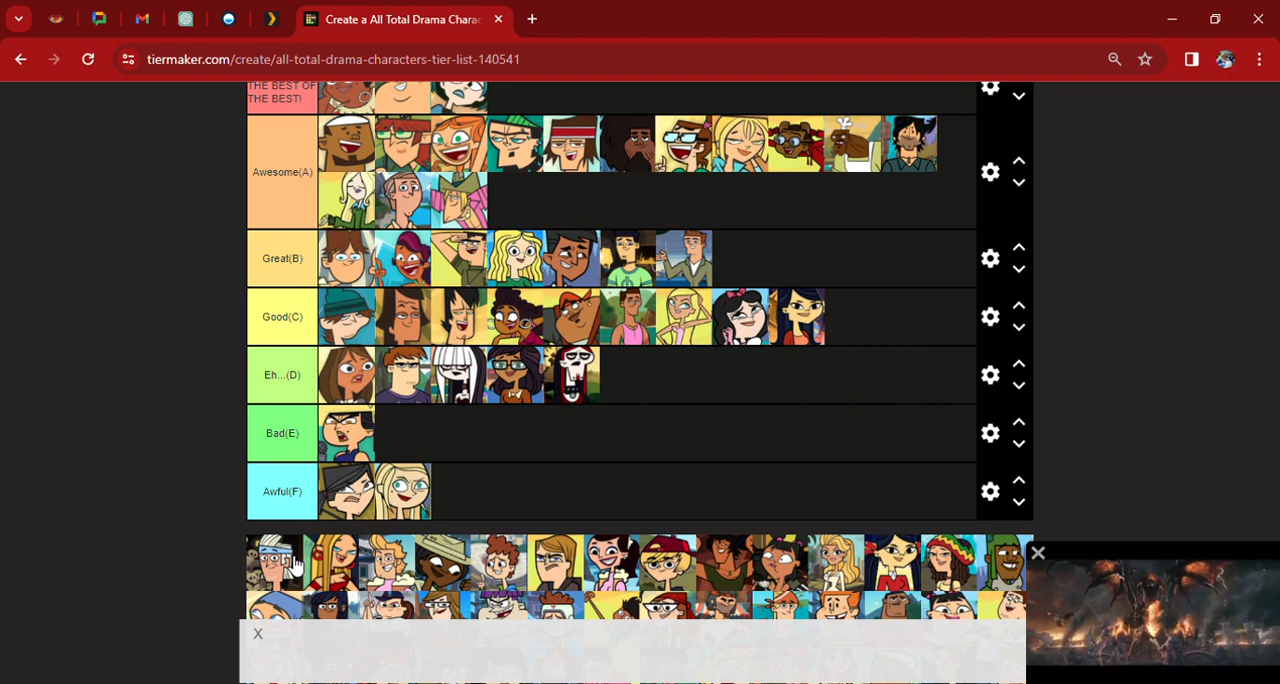 Create a All Total Drama Charac
tiermaker.com/create/all-total-drama-characters-tier-list-140541
THE BEST OF
THE BEST!
Awesome(A)
Great(B)
Good(C)
Eh...(D)
Bad(E)
Awful(F)
X